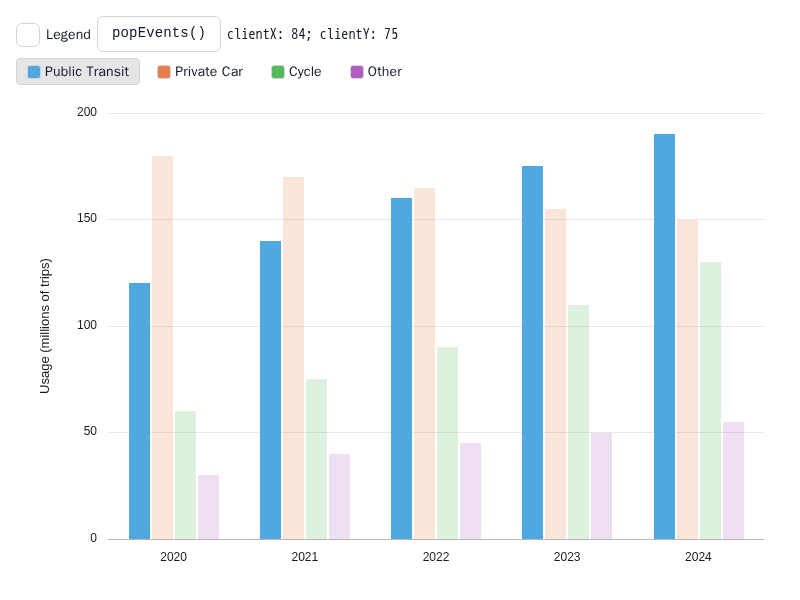 Legend popEvents() clientX: 84; clientY: 75
Public Transit Private Car Cycle Other
200
150
100
50
0
Usage (millions of trips)
2020 2021 2022 2023 2024